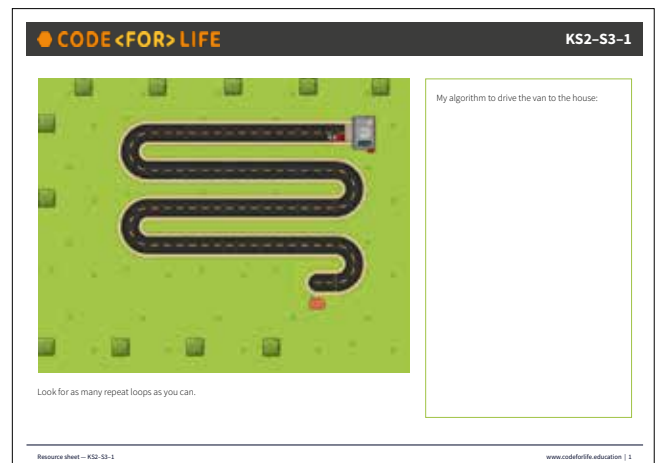 CODE <FOR> LIFE
KS2–S3–1
My algorithm to drive the van to the house:
Look for as many repeat loops as you can.
Resource sheet — KS2–S3–1
www.codeforlife.education | 1